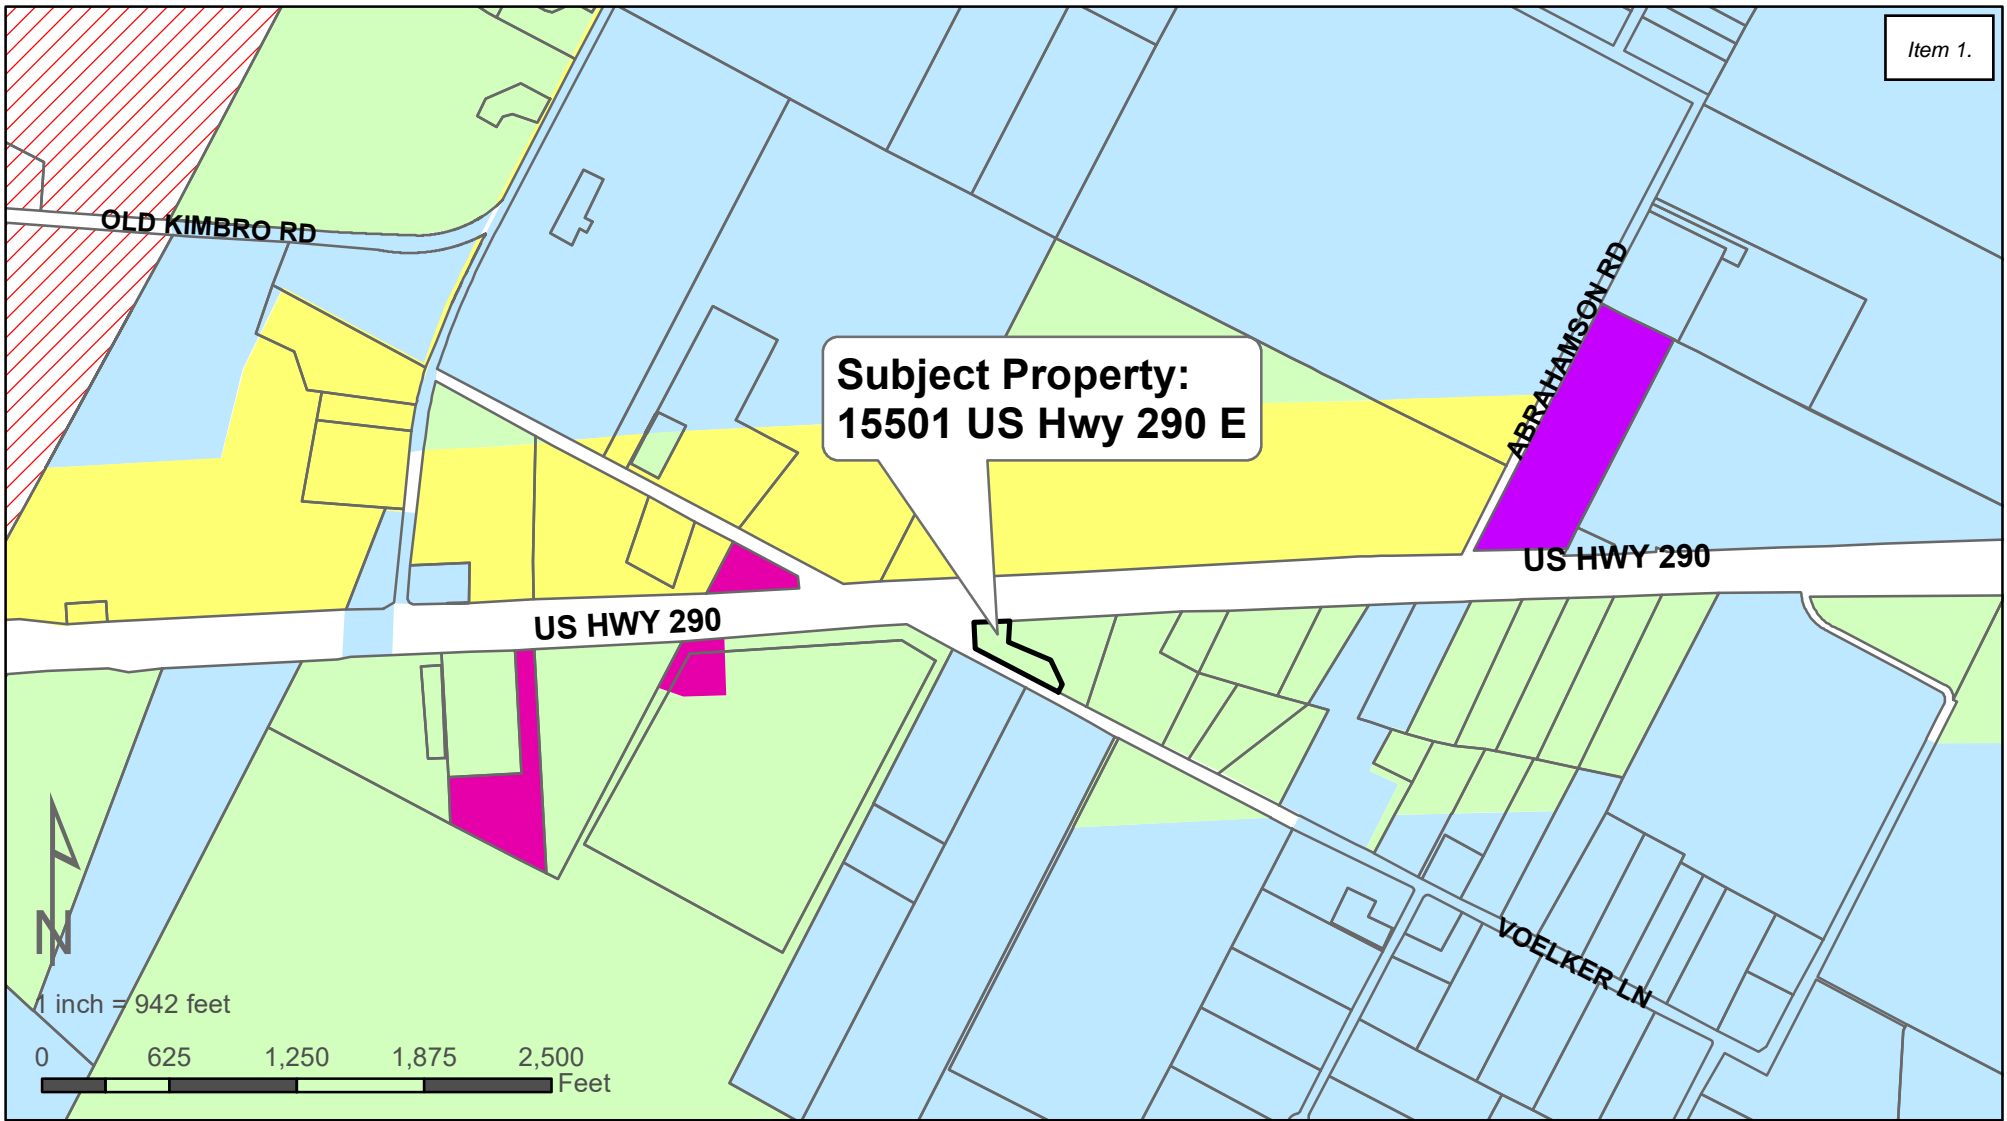 Item 1.
OLD KIMBRO RD
ABRAHAMSON RD
Subject Property:
15501 US Hwy 290 E
US HWY 290
US HWY 290
VOELKER LN
N
1 inch = 942 feet
0 625 1,250 1,875 2,500
Feet